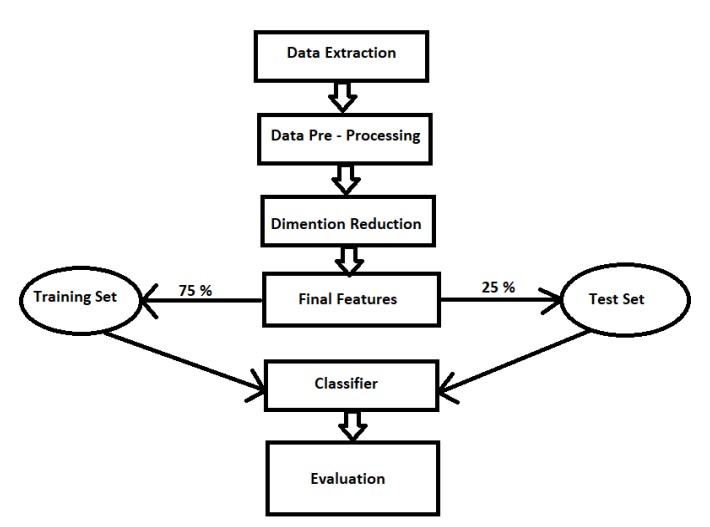 Data Extraction
Data Pre - Processing
Dimention Reduction
Training Set
75 %
Final Features
25 %
Test Set
Classifier
Evaluation